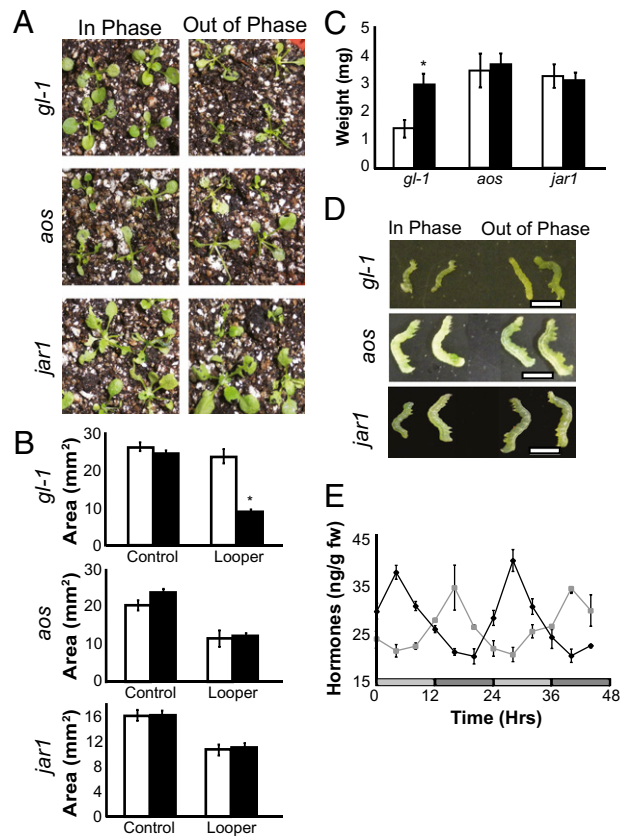 A
In Phase
Out of Phase
gl-1
aos
jar1
B
gl-1
Area (mm²)
30
20
10
0
Control
Looper
*
aos
Area (mm²)
30
20
10
0
Control
Looper
jar1
Area (mm²)
16
12
8
4
0
Control
Looper
C
Weight (mg)
5
4
3
2
1
0
*
gl-1
aos
jar1
D
In Phase
Out of Phase
gl-1
aos
jar1
E
Hormones (ng/g fw)
45
35
25
15
0
12
24
36
48
Time (Hrs)